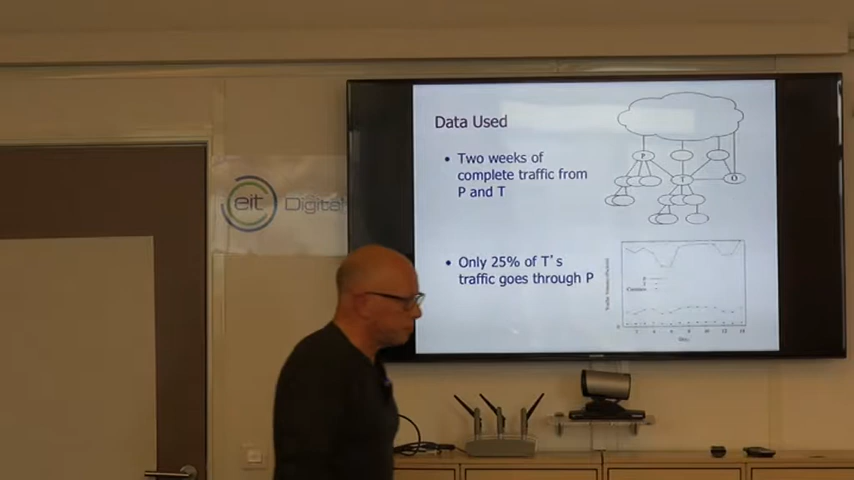 eit Digital
Data Used
• Two weeks of
complete traffic from
P and T
• Only 25% of T's
traffic goes through P
P
T
O